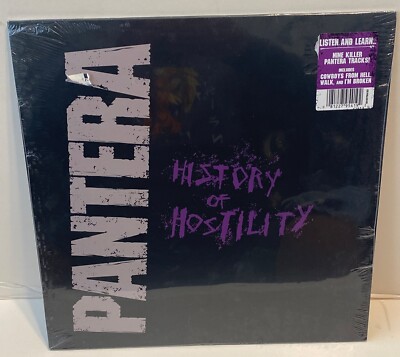 PANTERA
HISTORY
OF
HOSTILITY
LISTEN AND LEARN...
NINE KILLER
PANTERA TRACKS!
INCLUDES
COWBOYS FROM HELL,
WALK, AND I'M BROKEN